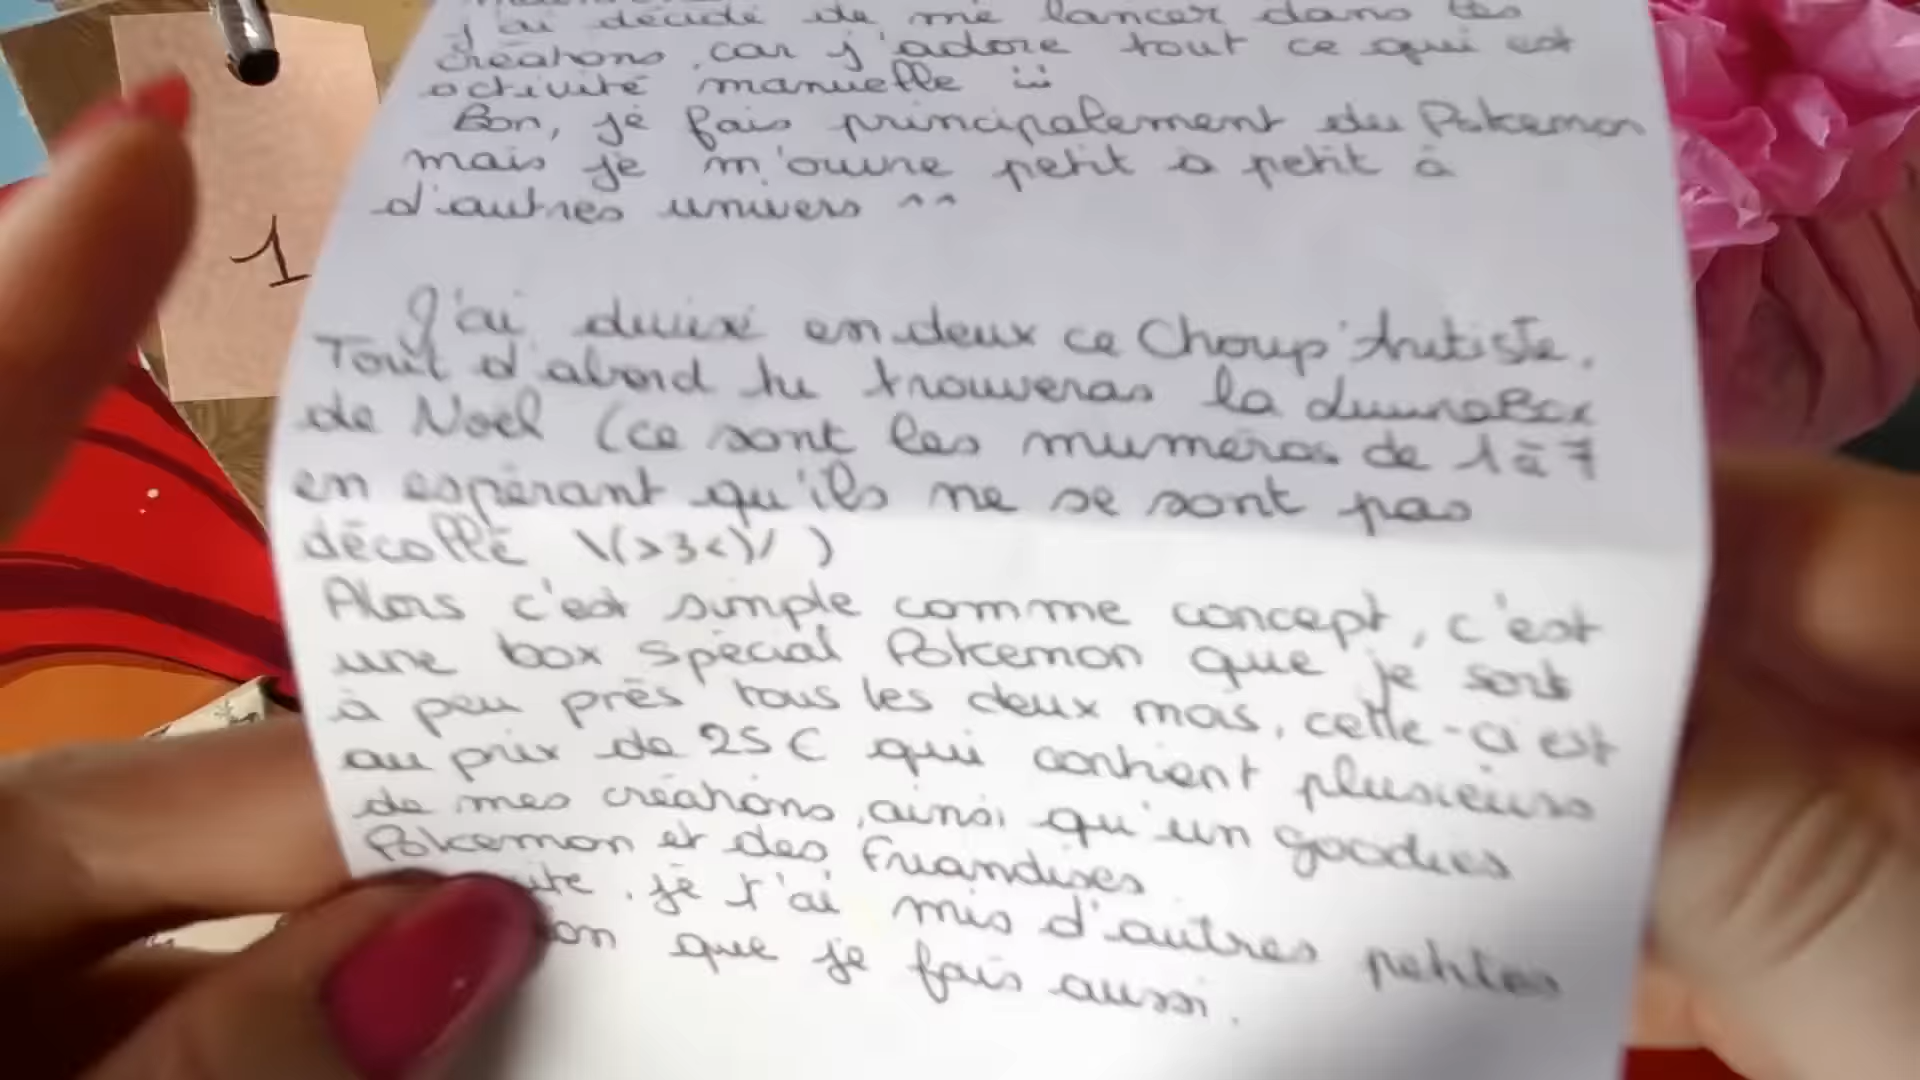 j'ai décidé de me lancer dans les
créations, car j'adore tout ce qui est
activité manuelle
Bon, je fais principalement du Pokemon
mais je m'ouvre petit à petit à
d'autres univers ^^
J'ai divisé en deux ce Choup'Artiste.
Tout d'abord tu trouveras la
de Noël (ce sont les numéros de 1 à 7
en espérant qu'ils ne se sont pas
décollé \(>3<)/ )
Alors c'est simple comme concept, c'est
une box spécial Pokemon que je sors
à peu près tous les deux mois, celle-ci est
au prix de 25€ qui contient plusieurs
de mes créations, ainsi qu'un goodies
Pokemon et des friandises
je t'ai mis d'autres petites
que je fais aussi.
1